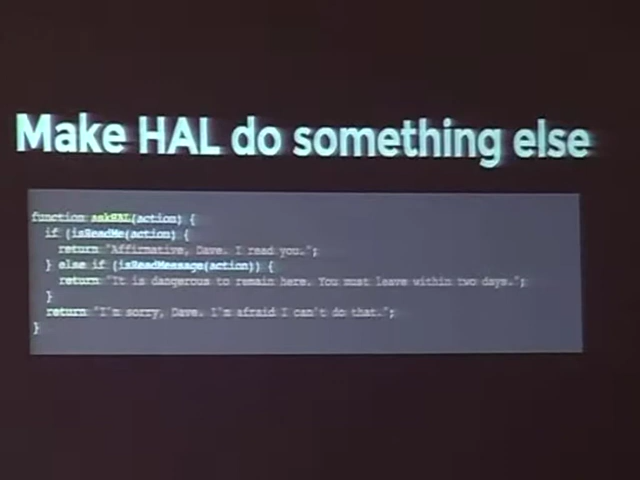 Make HAL do something else
function askHAL(action) {
if (isReadMe(action) {
return "Affirmative, Dave. I read you.";
} else if (isReadMessage(action)) {
return "It is dangerous to remain here. You must leave within two days.";
}
return "I'm sorry, Dave. I'm afraid I can't do that.";
}